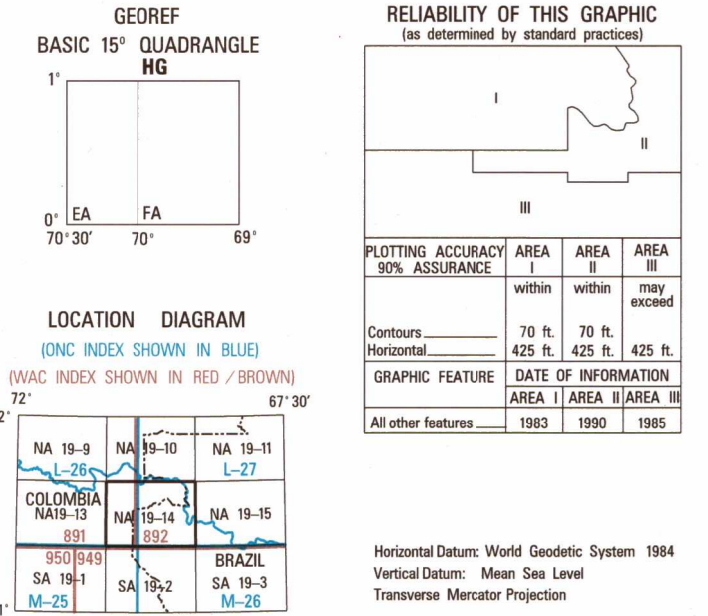 GEOREF
BASIC 15° QUADRANGLE
HG
1°
0°
EA
FA
70°30'
70°
69°
LOCATION DIAGRAM
(ONC INDEX SHOWN IN BLUE)
(WAC INDEX SHOWN IN RED / BROWN)
72°
67°30'
2°
NA 19–9
NA 19–10
NA 19–11
L–26
L–27
COLOMBIA
NA19–13
NA 19–14
NA 19–15
891
892
950
949
BRAZIL
SA 19–1
SA 19–2
SA 19–3
M–25
M–26
1°
RELIABILITY OF THIS GRAPHIC
(as determined by standard practices)
I
II
III
PLOTTING ACCURACY AREA AREA AREA
90% ASSURANCE I II III
within within may
exceed
Contours 70 ft. 70 ft.
Horizontal 425 ft. 425 ft. 425 ft.
GRAPHIC FEATURE DATE OF INFORMATION
AREA I AREA II AREA III
All other features 1983 1990 1985
Horizontal Datum: World Geodetic System 1984
Vertical Datum: Mean Sea Level
Transverse Mercator Projection